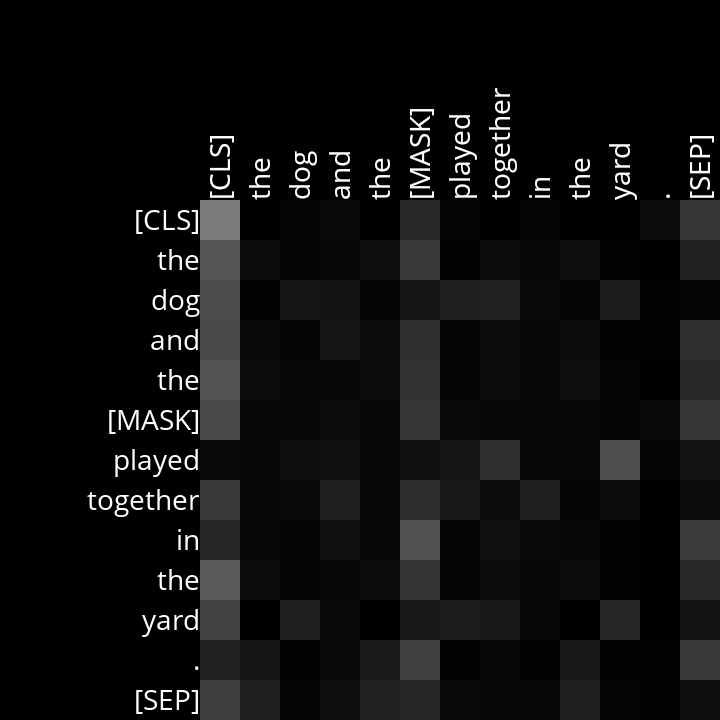 [CLS] the dog and the [MASK] played together in the yard . [SEP]
[CLS]
the
dog
and
the
[MASK]
played
together
in
the
yard
.
[SEP]